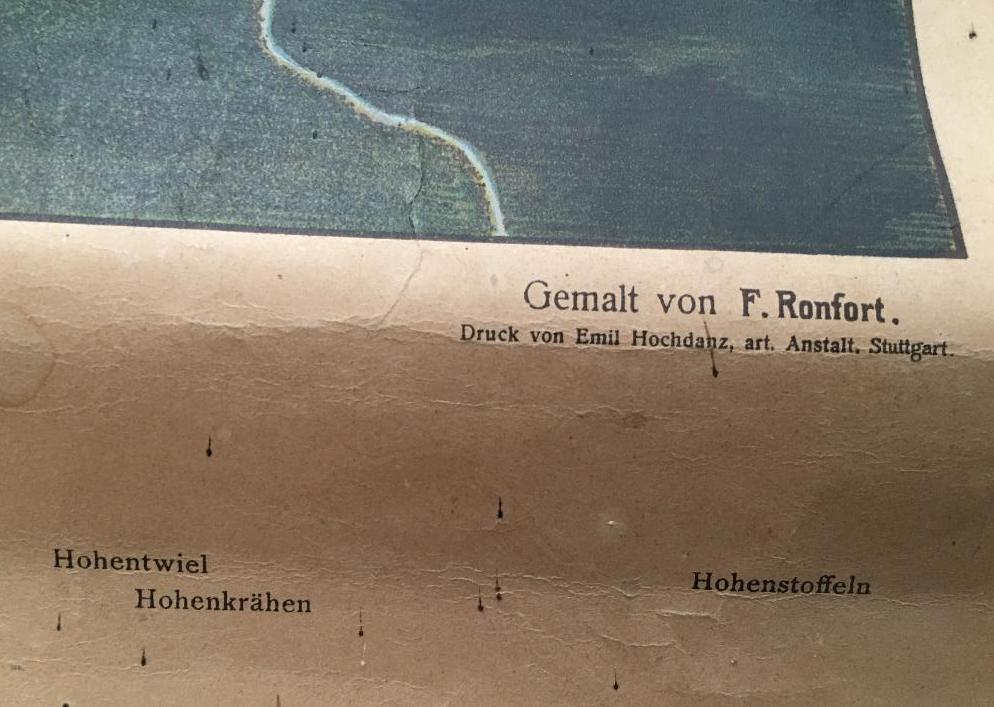 Gemalt von F. Ronfort.
Druck von Emil Hochdanz, art. Anstalt, Stuttgart.
Hohentwiel
Hohenkrähen
Hohenstoffeln